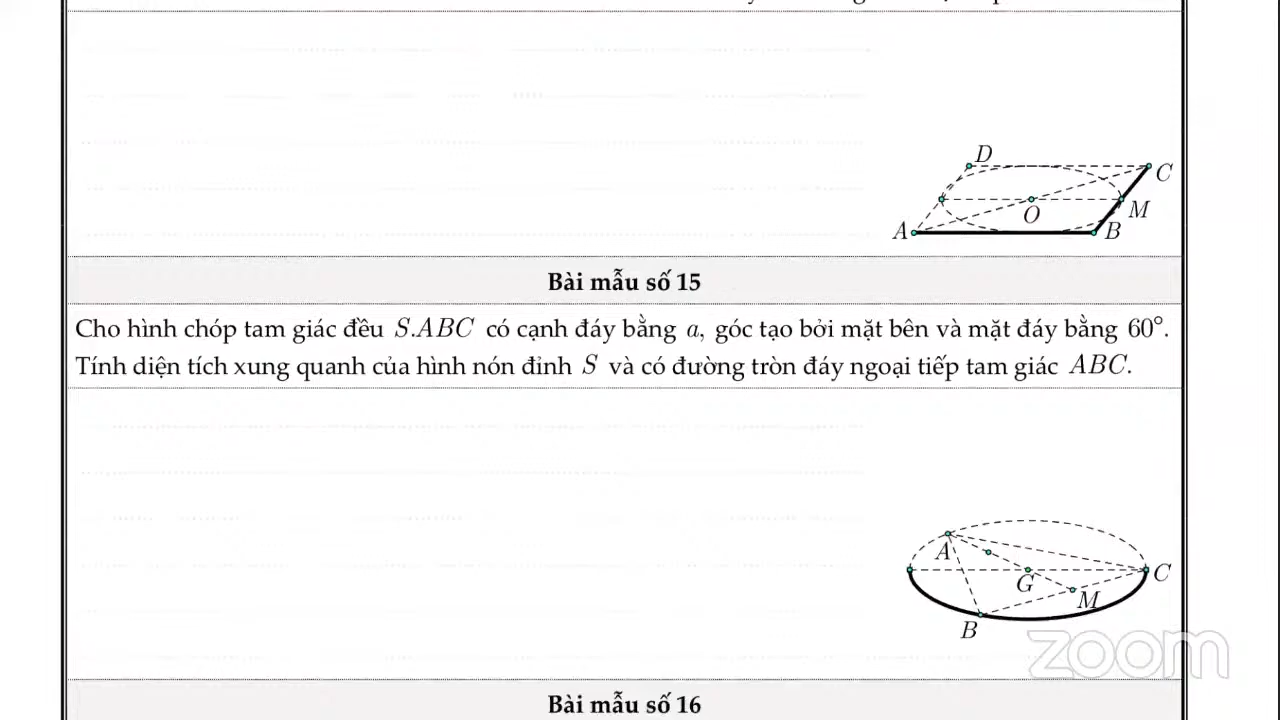 D
C
O
M
A
B
Bài mẫu số 15
Cho hình chóp tam giác đều S.ABC có cạnh đáy bằng a, góc tạo bởi mặt bên và mặt đáy bằng 60°.
Tính diện tích xung quanh của hình nón đỉnh S và có đường tròn đáy ngoại tiếp tam giác ABC.
A
C
G
M
B
zoom
Bài mẫu số 16